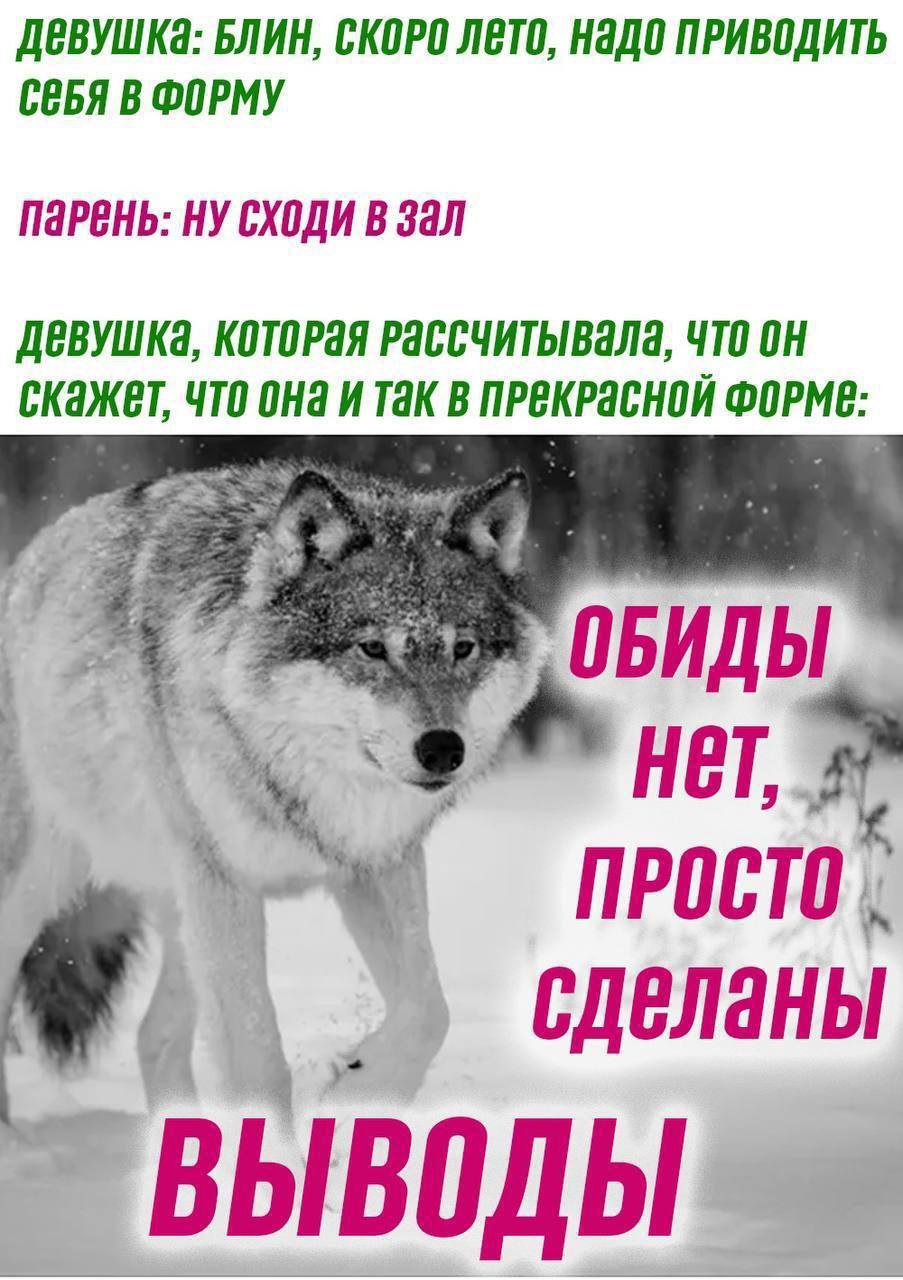 девушка: блин, скоро лето, надо приводить
себя в форму
парень: ну сходи в зал
девушка, которая рассчитывала, что он
скажет, что она и так в прекрасной форме:
ОБИДЫ
НЕТ,
ПРОСТО
СДЕЛАНЫ
ВЫВОДЫ